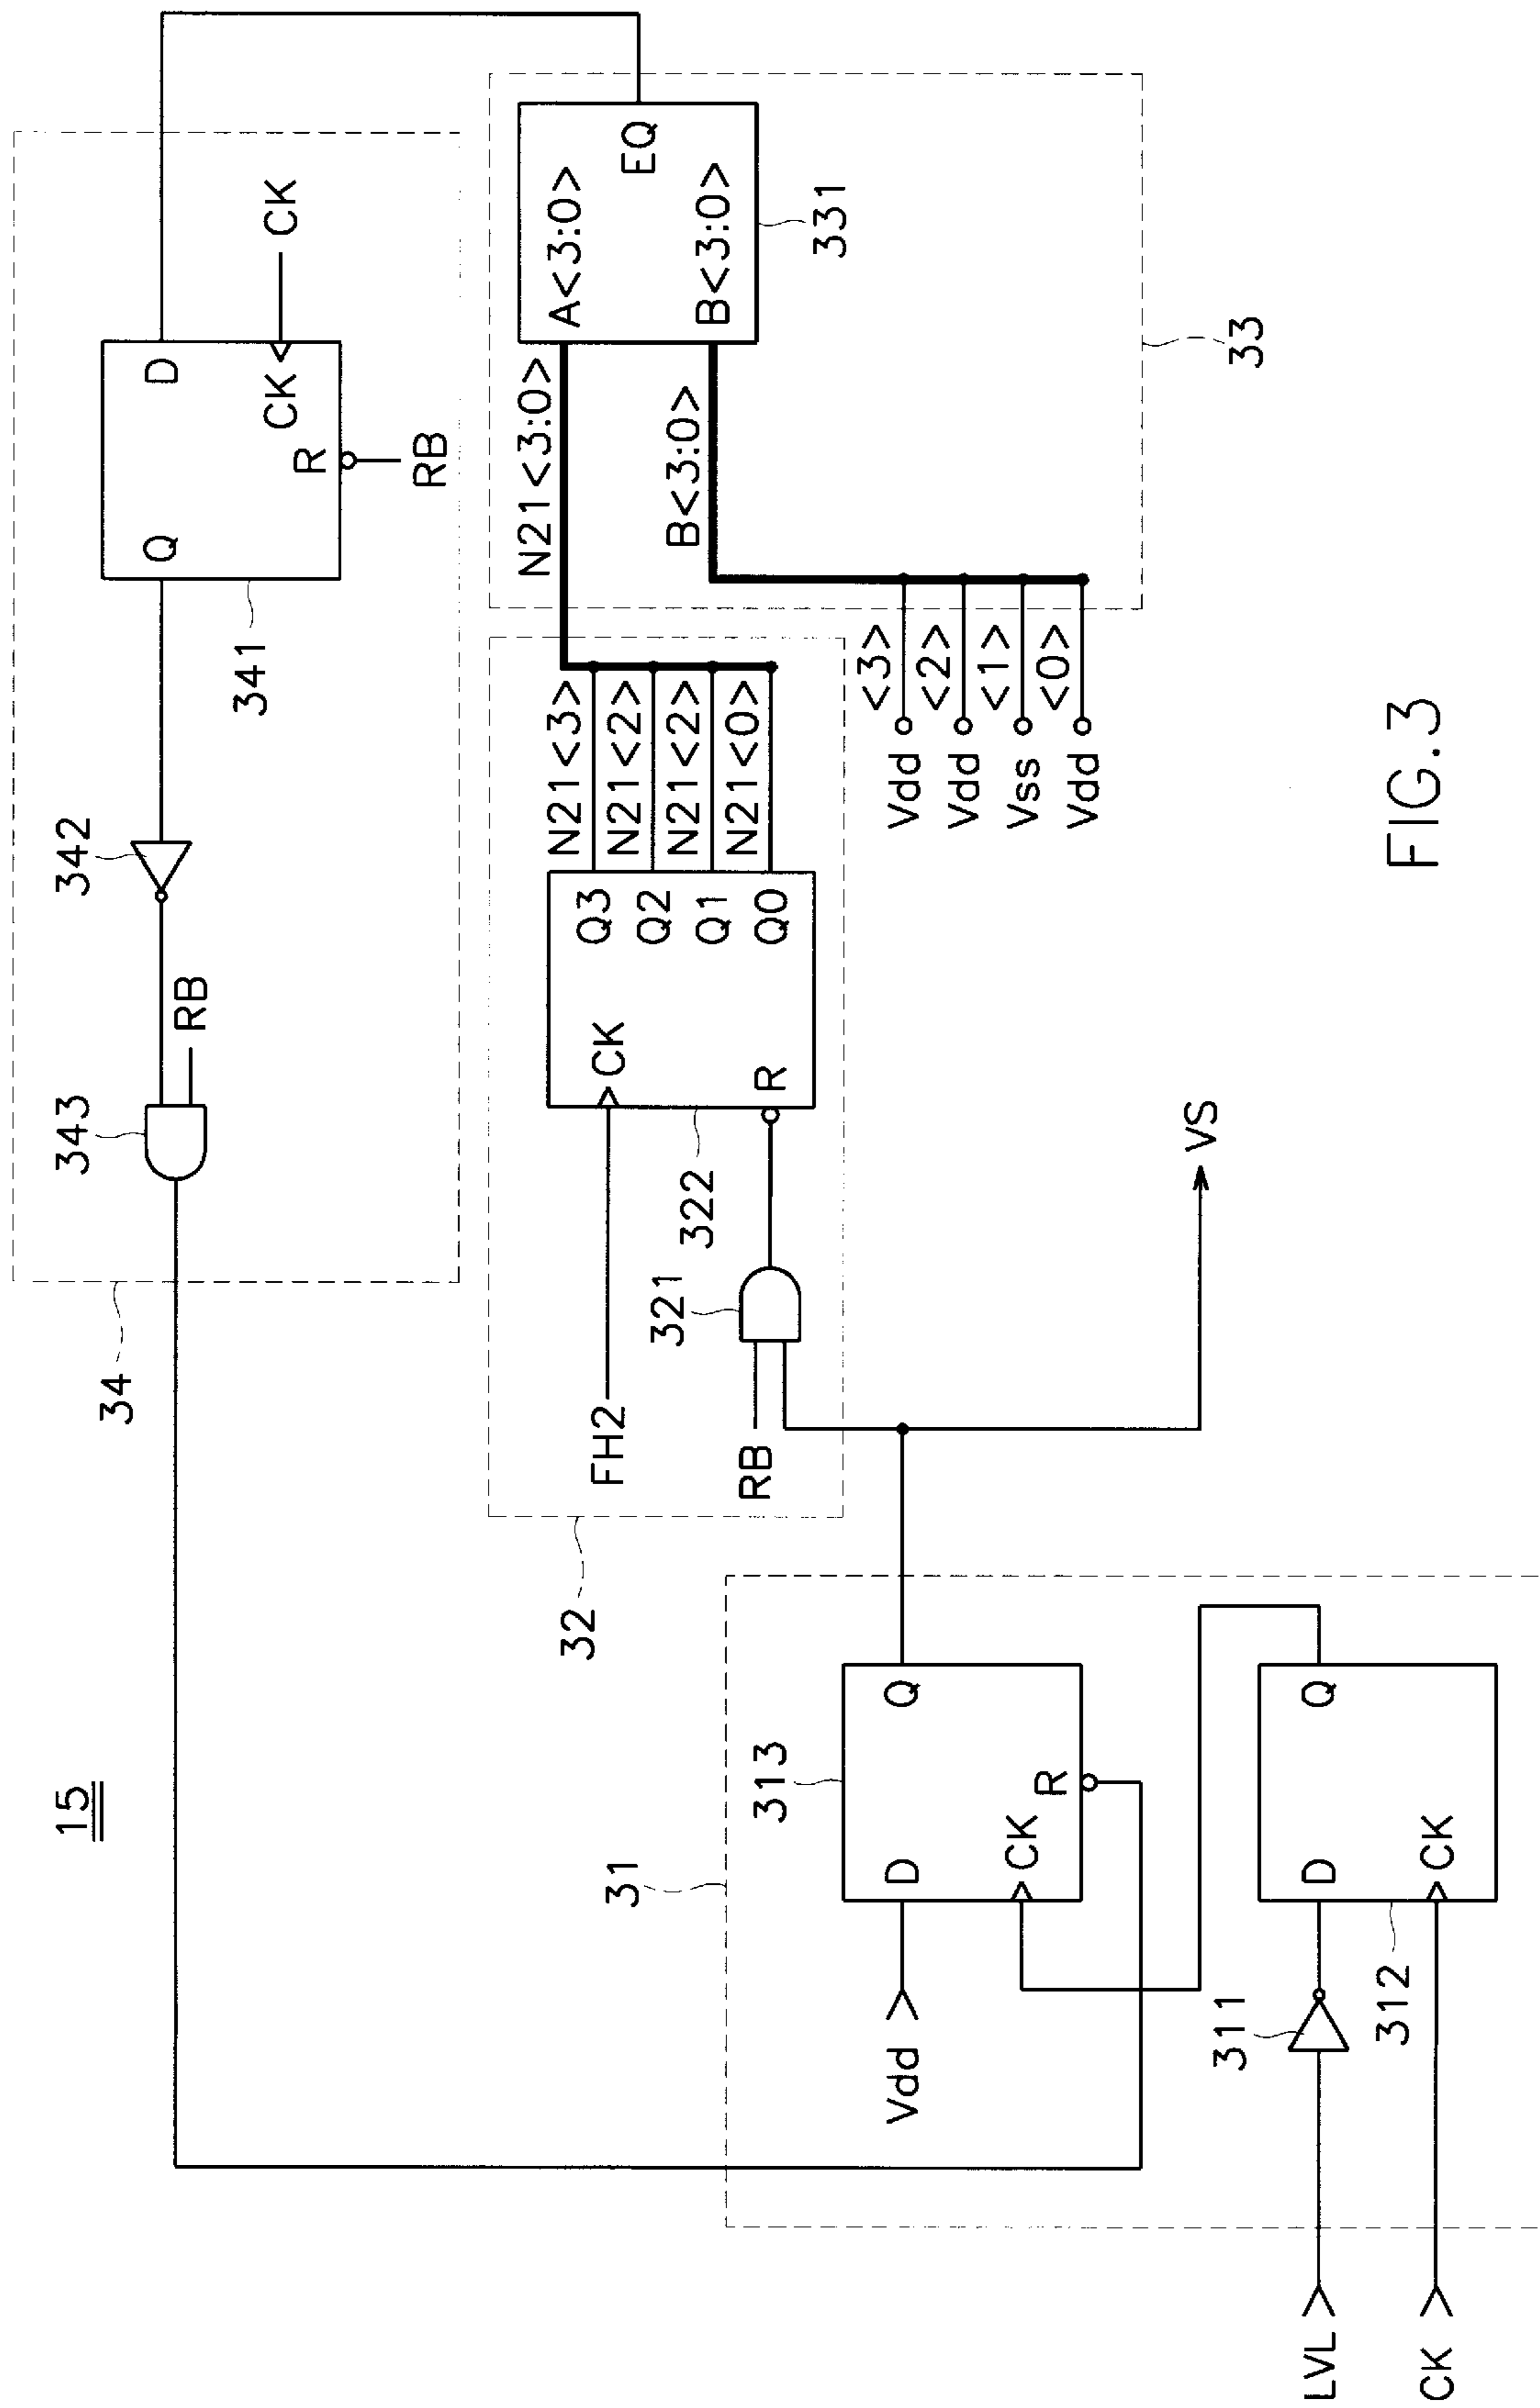 15
34
343
RB
342
341
Q
D
CK
CK
R
RB
32
FH2
RB
321
322
CK
R
Q3
Q2
Q1
Q0
N21<3>
N21<2>
N21<2>
N21<0>
N21<3:0>
B<3:0>
A<3:0>
B<3:0>
EQ
331
33
Vdd
Vdd
Vss
Vdd
<3>
<2>
<1>
<0>
VS
31
313
Vdd
D
CK
R
Q
LVL
CK
311
312
D
CK
Q
FIG.3